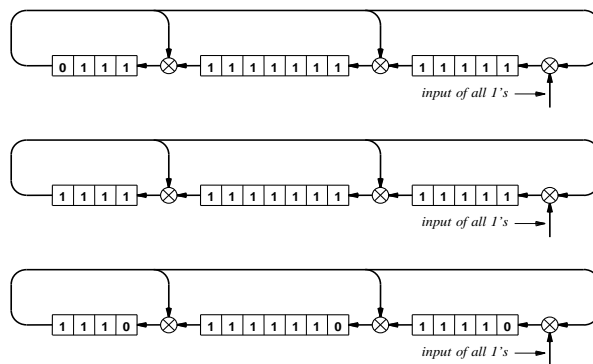 0 1 1 1 1 1 1 1 1 1 1 1 1 1 1 1
input of all 1's
1 1 1 1 1 1 1 1 1 1 1 1 1 1 1 1
input of all 1's
1 1 1 0 1 1 1 1 1 1 0 1 1 1 1 0
input of all 1's